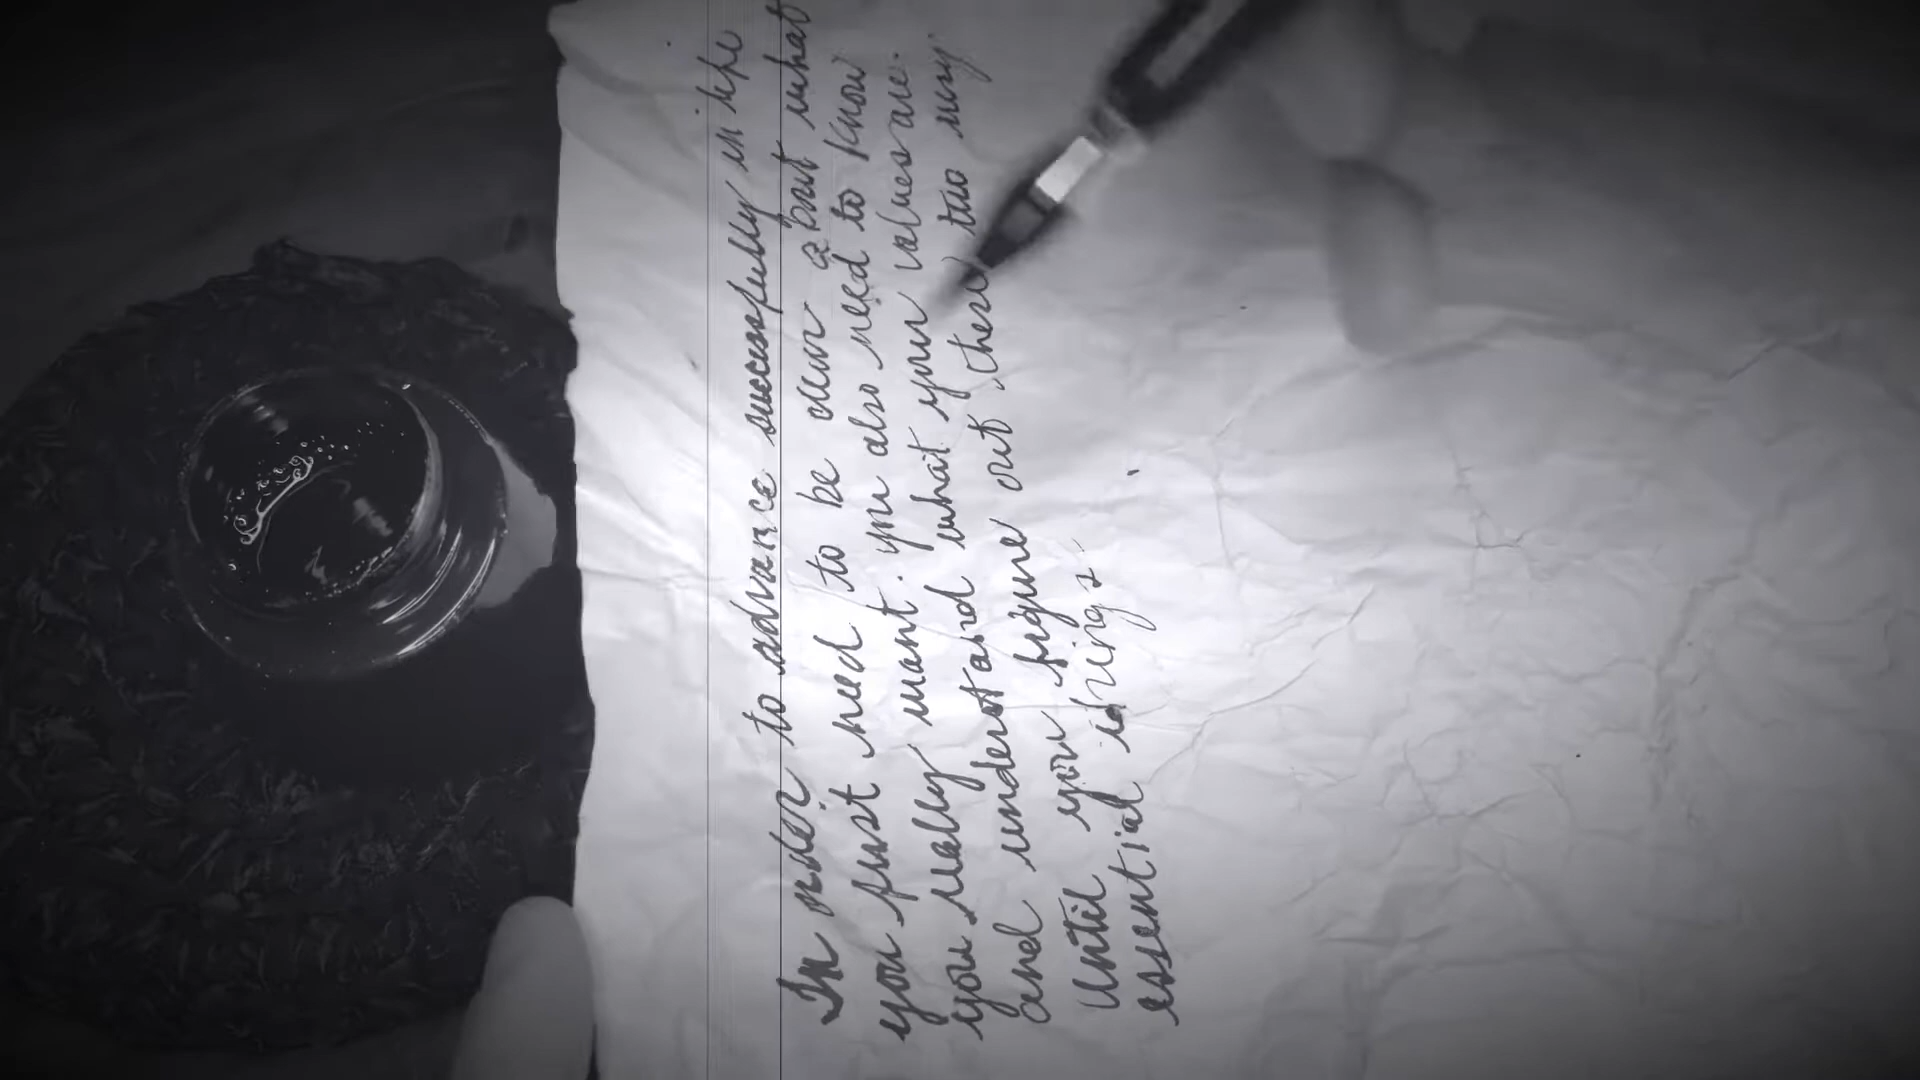 In order to advance successfully in life
you first need to be clear about what
you really want. you also need to know
and understand what your values are.
Until you figure out these two very
essential things